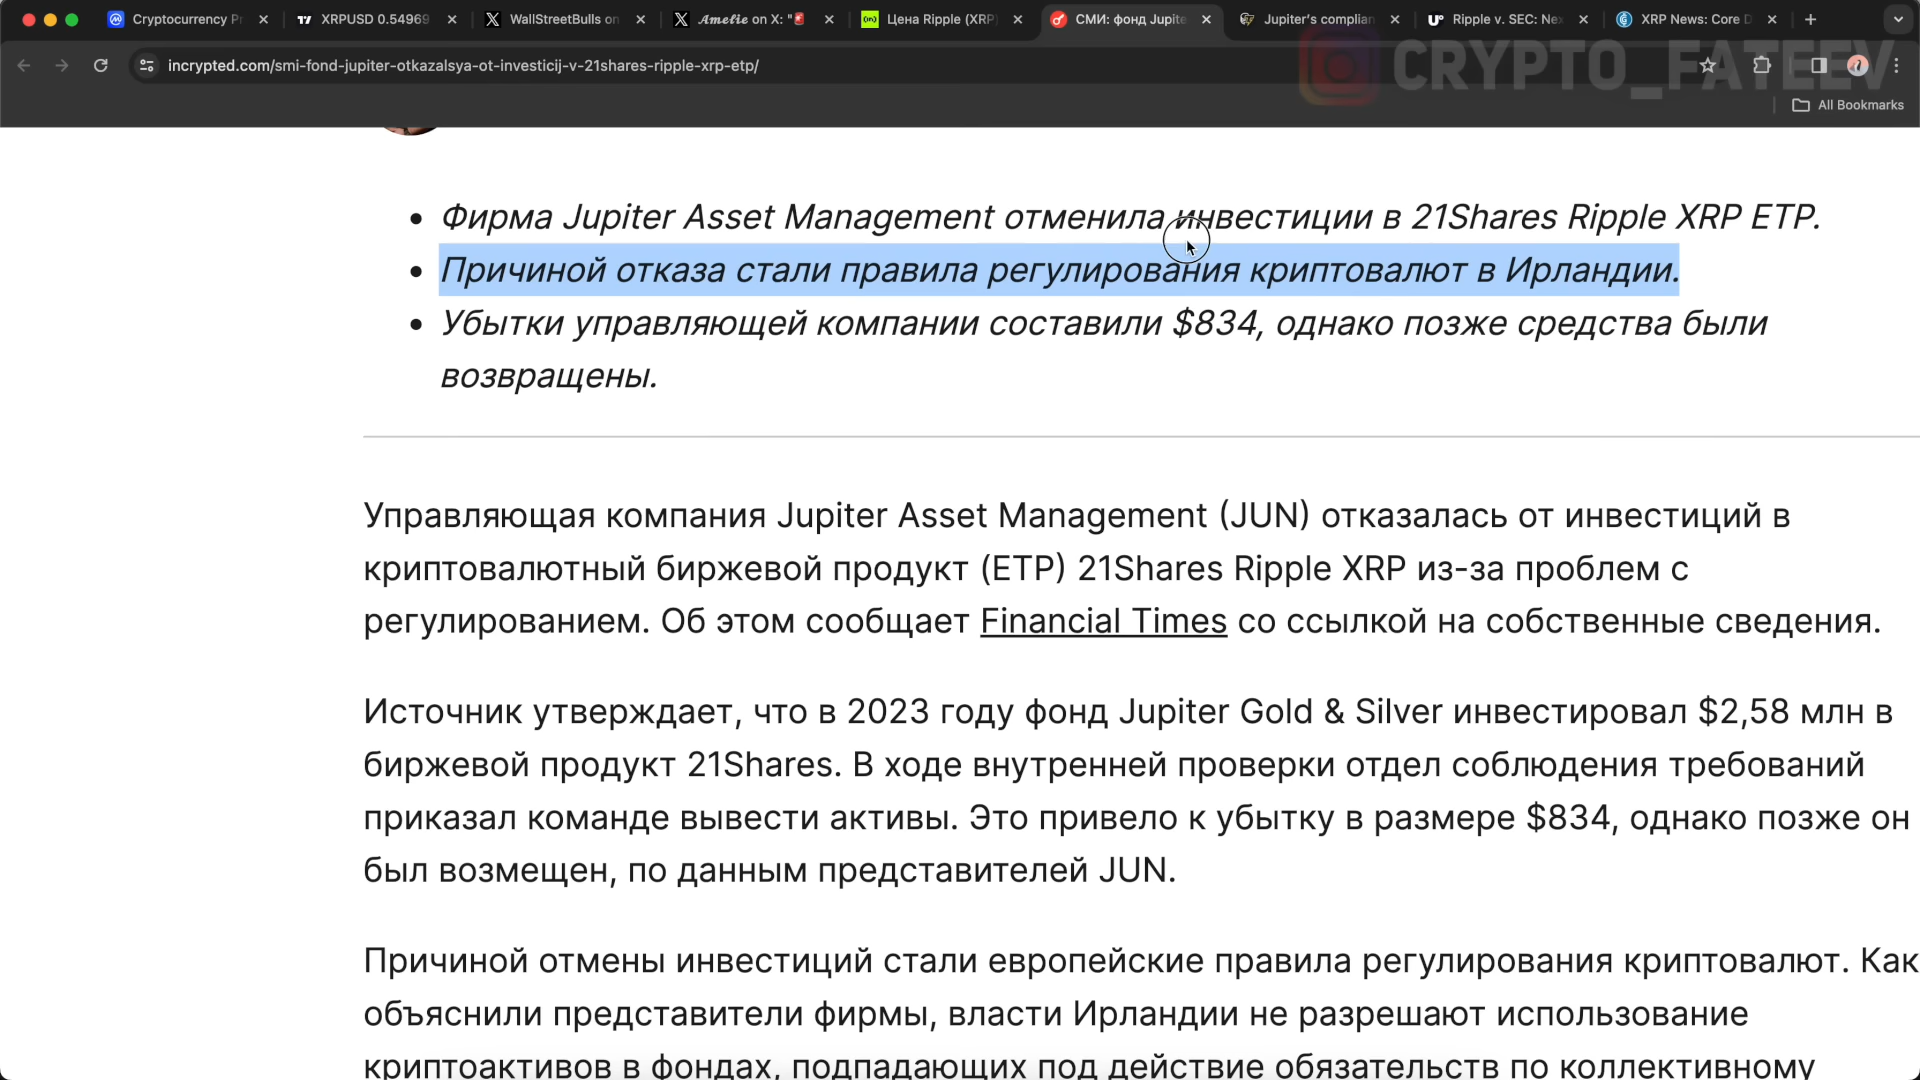 Cryptocurrency Pr
XRPUSD 0.54969
WallStreetBulls on
𝓐𝓶𝓮𝓵𝓲𝓮 on X: "🚨
Цена Ripple (XRP)
СМИ: фонд Jupite
Jupiter's complian
Ripple v. SEC: Ne
XRP News: Core D
incrypted.com/smi-fond-jupiter-otkazalsya-ot-investicij-v-21shares-ripple-xrp-etp/
CRYPTO_FATEEV
All Bookmarks
• Фирма Jupiter Asset Management отменила инвестиции в 21Shares Ripple XRP ETP.
• Причиной отказа стали правила регулирования криптовалют в Ирландии.
• Убытки управляющей компании составили $834, однако позже средства были
возвращены.
Управляющая компания Jupiter Asset Management (JUN) отказалась от инвестиций в
криптовалютный биржевой продукт (ETP) 21Shares Ripple XRP из-за проблем с
регулированием. Об этом сообщает Financial Times со ссылкой на собственные сведения.
Источник утверждает, что в 2023 году фонд Jupiter Gold & Silver инвестировал $2,58 млн в
биржевой продукт 21Shares. В ходе внутренней проверки отдел соблюдения требований
приказал команде вывести активы. Это привело к убытку в размере $834, однако позже он
был возмещен, по данным представителей JUN.
Причиной отмены инвестиций стали европейские правила регулирования криптовалют. Как
объяснили представители фирмы, власти Ирландии не разрешают использование
криптоактивов в фондах, подпадающих под действие обязательств по коллективному